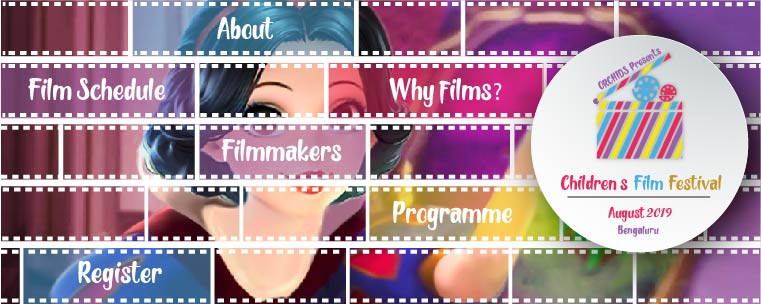 About
Film Schedule
Why Films?
Filmmakers
Programme
Register
ORCHIDS Presents
Children s Film Festival
August 2019
Bengaluru